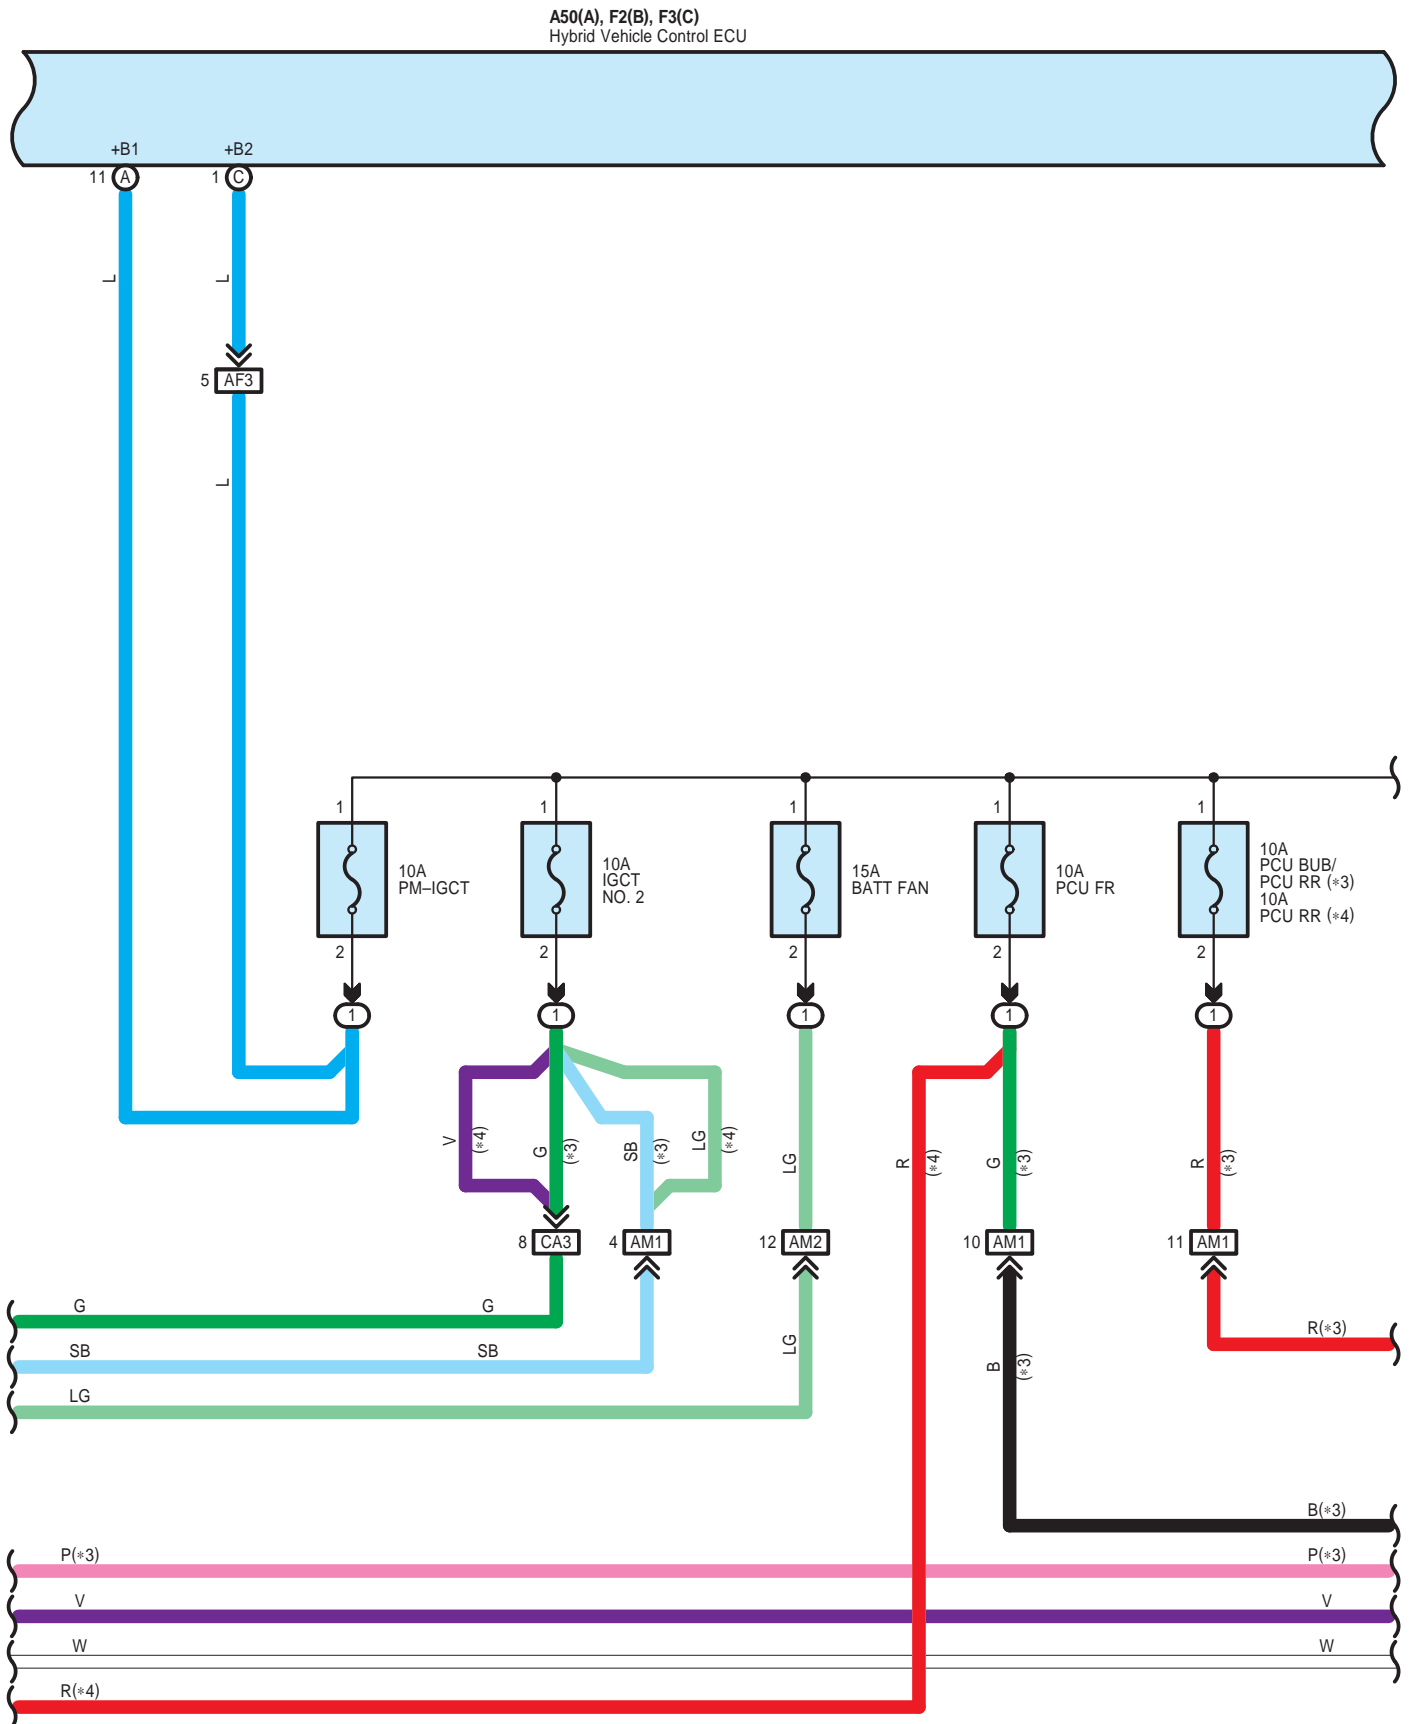 A50(A), F2(B), F3(C)
Hybrid Vehicle Control ECU
+B1
+B2
11 A
1 C
L
L
5 AF3
L
1
1
1
1
1
10A
PM–IGCT
10A
IGCT
NO. 2
15A
BATT FAN
10A
PCU FR
10A
PCU BUB/
PCU RR (*3)
10A
PCU RR (*4)
2
2
2
2
2
1
1
1
1
1
V
(*4)
G
(*3)
SB
(*3)
LG
(*4)
LG
R
(*4)
G
(*3)
R
(*3)
8 CA3
4 AM1
12 AM2
10 AM1
11 AM1
G
G
R(*3)
SB
SB
LG
B
(*3)
LG
B(*3)
P(*3)
P(*3)
V
V
W
W
R(*4)